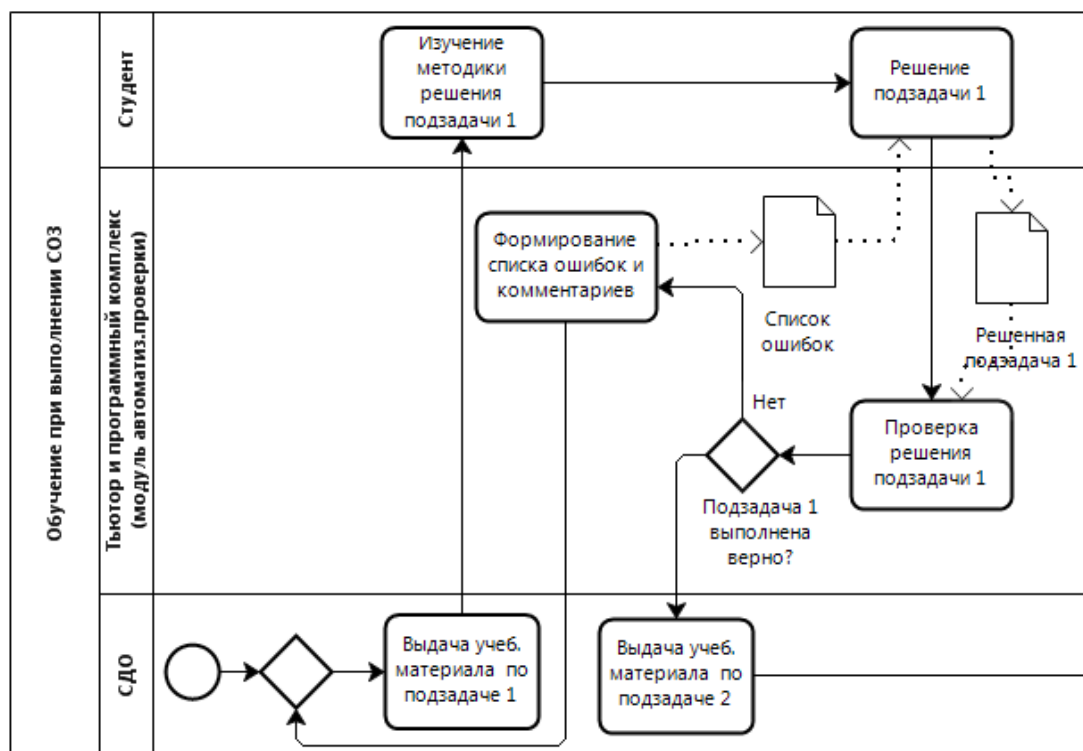 Обучение при выполнении СОЗ
Студент
Изучение
методики
решения
подзадачи 1
Решение
подзадачи 1
Тьютор и программный комплекс
(модуль автоматиз.проверки)
Формирование
списка ошибок и
комментариев
Список
ошибок
Решенная
подзадача 1
Нет
Подзадача 1
выполнена
верно?
Проверка
решения
подзадачи 1
СДО
Выдача учеб.
материала по
подзадаче 1
Выдача учеб.
материала по
подзадаче 2